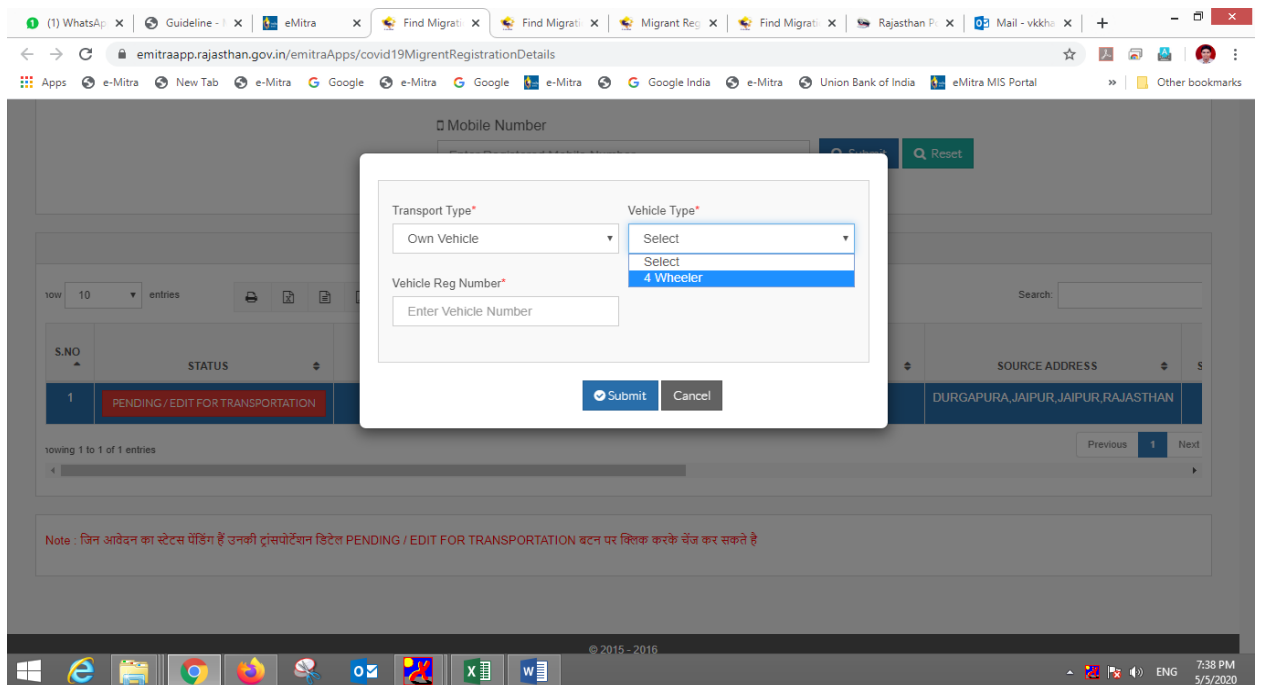 (1) WhatsAp
Guideline -
eMitra
Find Migrati
Find Migrati
Migrant Reg
Find Migrati
Rajasthan Po
Mail - vkkha
emitraapp.rajasthan.gov.in/emitraApps/covid19MigrentRegistrationDetails
Apps e-Mitra New Tab e-Mitra Google e-Mitra Google e-Mitra Google India e-Mitra Union Bank of India eMitra MIS Portal » Other bookmarks
Mobile Number
Submit Reset
Transport Type* Vehicle Type*
Own Vehicle Select
Select
4 Wheeler
Vehicle Reg Number*
Enter Vehicle Number
Submit Cancel
how 10 entries Search:
S.NO STATUS SOURCE ADDRESS S
1 PENDING / EDIT FOR TRANSPORTATION DURGAPURA,JAIPUR,JAIPUR,RAJASTHAN
howing 1 to 1 of 1 entries Previous 1 Next
Note : जिन आवेदन का स्टेटस पेंडिंग हैं उनकी ट्रांसपोर्टेशन डिटेल PENDING / EDIT FOR TRANSPORTATION बटन पर क्लिक करके चेंज कर सकते है
© 2015 - 2016
ENG 7:38 PM
5/5/2020